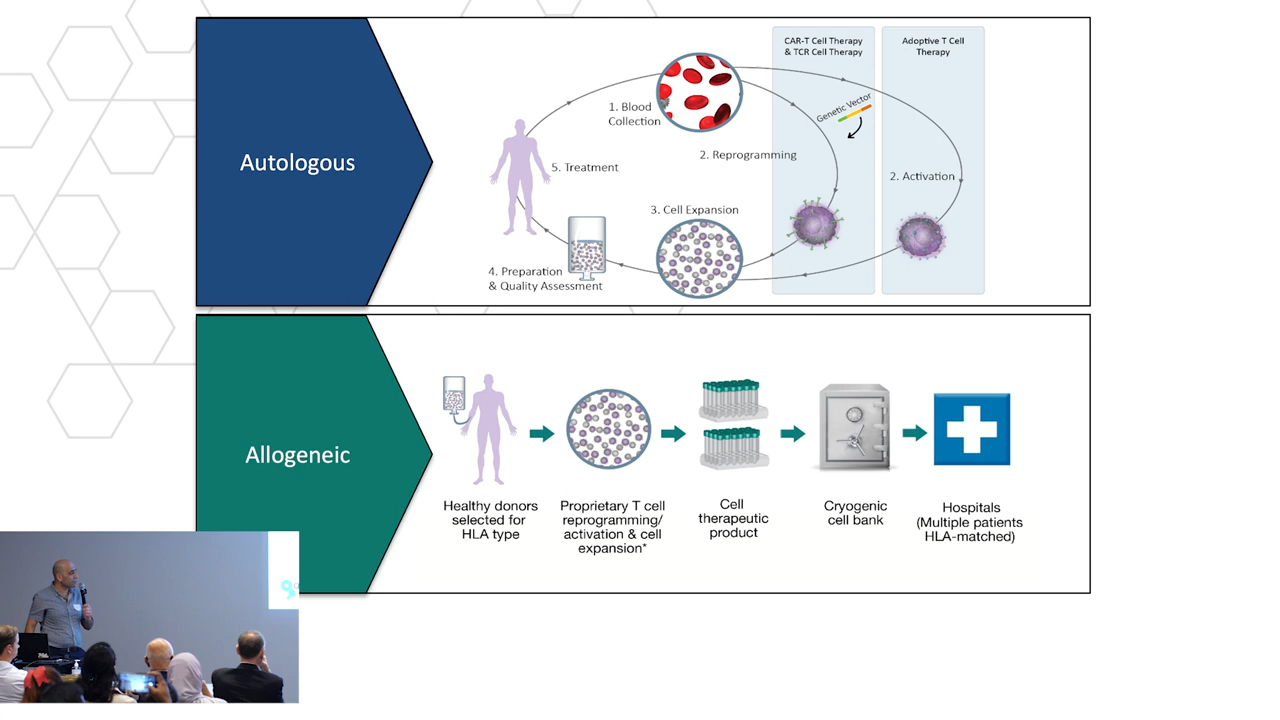 Autologous
CAR-T Cell Therapy
& TCR Cell Therapy
Adoptive T Cell
Therapy
1. Blood
Collection
Genetic Vector
2. Reprogramming
5. Treatment
2. Activation
3. Cell Expansion
4. Preparation
& Quality Assessment
Allogeneic
Healthy donors
selected for
HLA type
Proprietary T cell
reprogramming/
activation & cell
expansion*
Cell
therapeutic
product
Cryogenic
cell bank
Hospitals
(Multiple patients
HLA-matched)